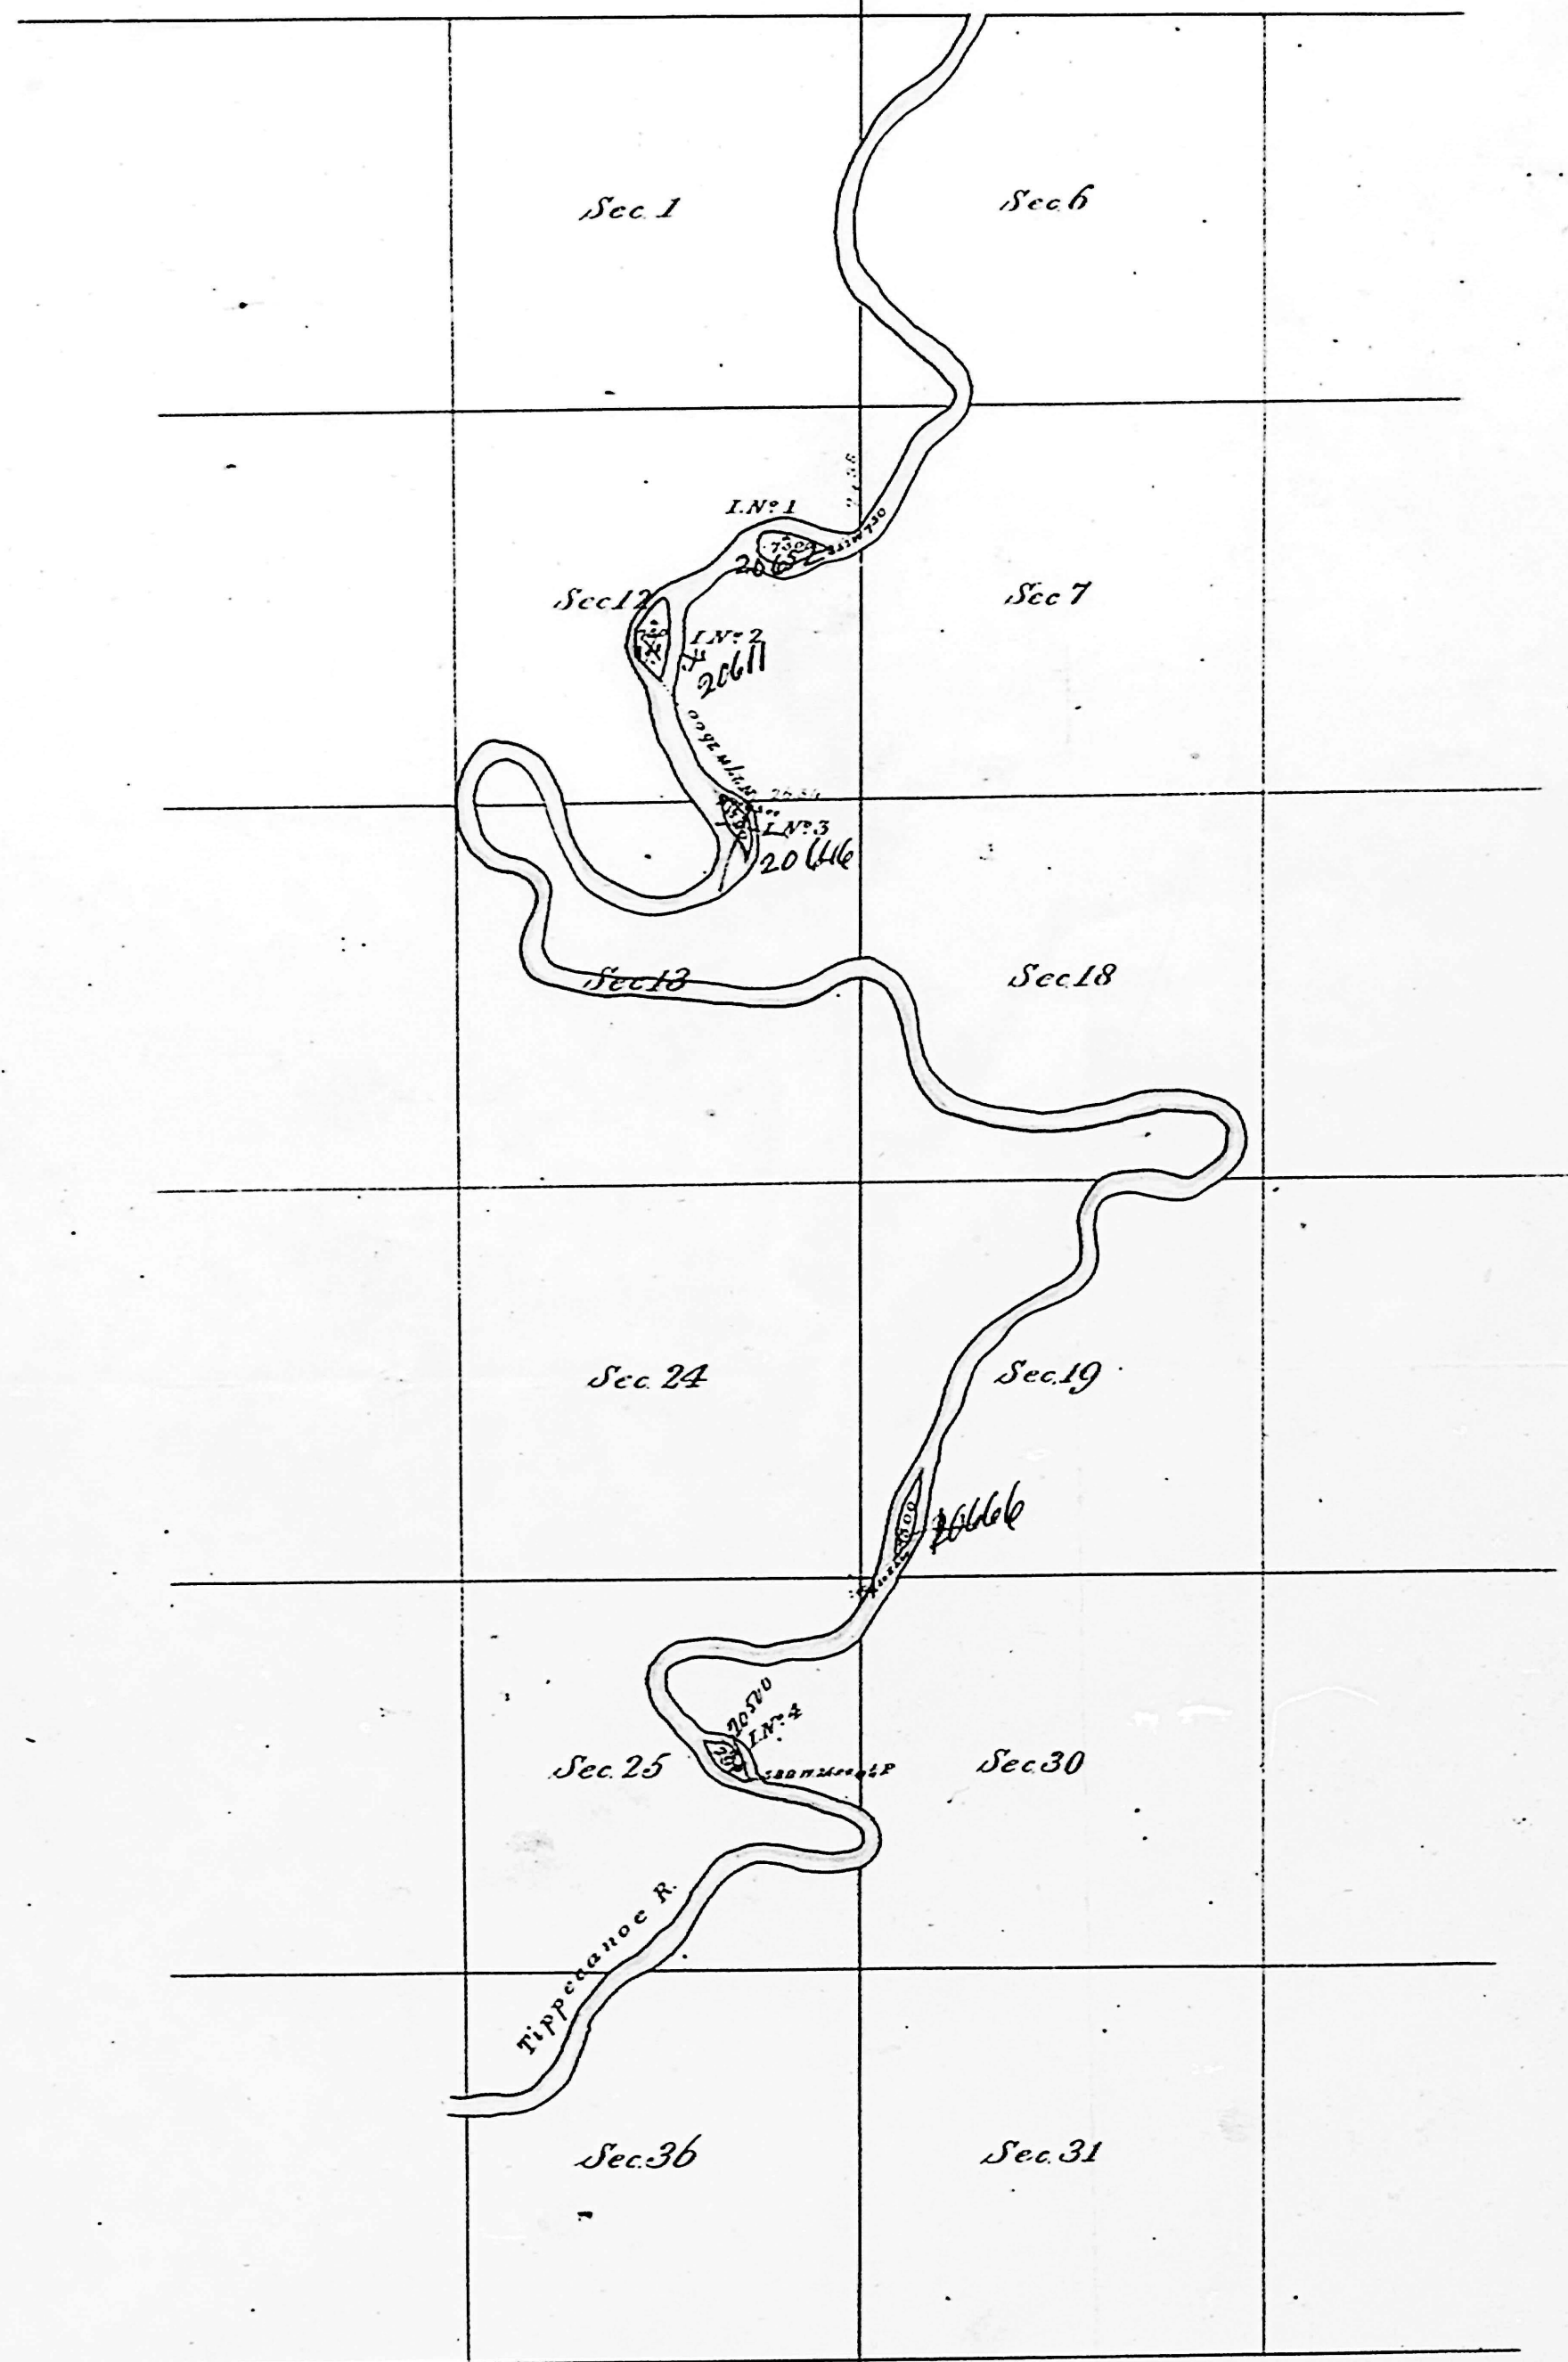 Sec. 1
Sec 6
I. Nº. 1
2065
Sec 12
Sec 7
I. Nº. 2
20611
I. Nº. 3
20646
Sec 13
Sec. 18
Sec. 24
Sec. 19
20666
20500
I. Nº. 4
Sec. 25
Sec. 30
Tippecanoe R.
Sec. 36
Sec. 31